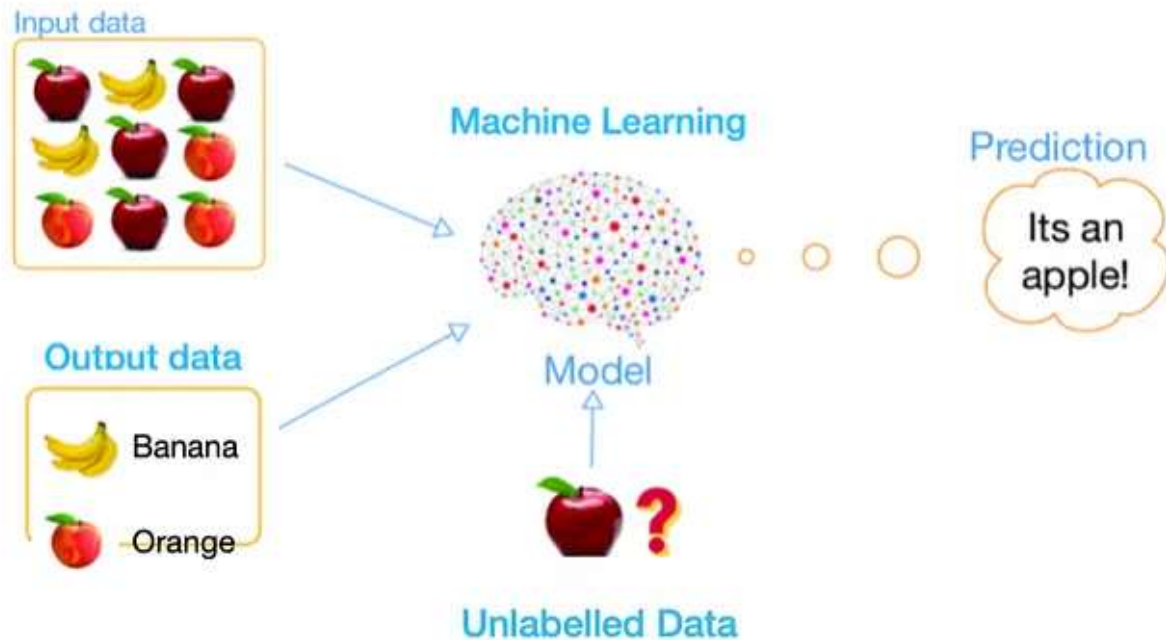 Input data
Machine Learning
Prediction
Its an
apple!
Output data
Model
Banana
Orange
?
Unlabelled Data